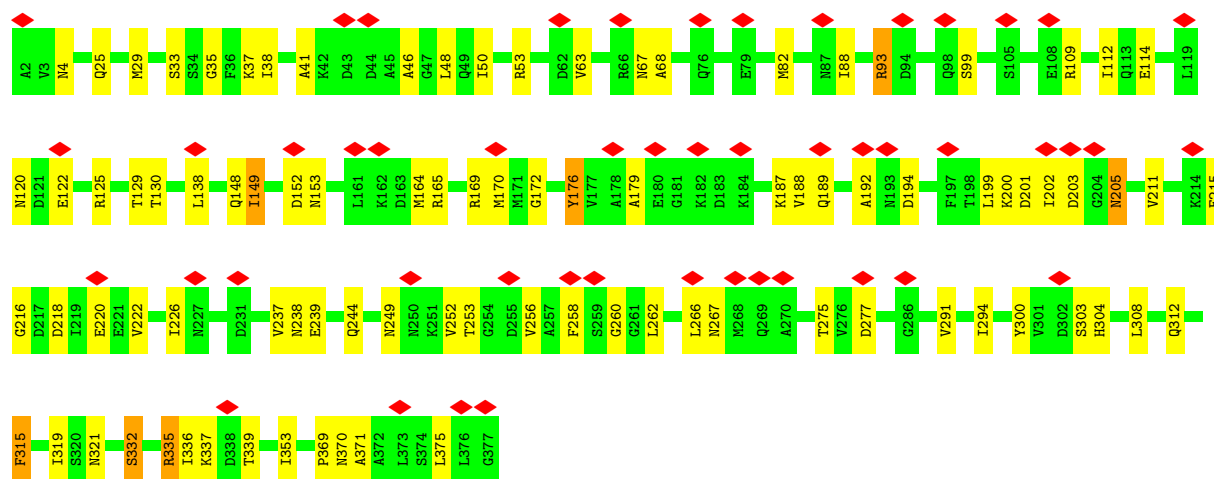 A2 V3 N4 Q25 M29 S33 S34 G35 F36 K37 I38 A41 K42 D43 D44 A45 A46 G47 L48 Q49 I50 R53 D62 V63 R66 N67 A68 Q76 E79 M82 N87 I88 R93 D94 Q98 S99 S105 E108 R109 I112 Q113 E114 L119
N120 D121 E122 R125 T129 T130 L138 Q148 I149 D152 N153 L161 K162 D163 M164 R165 R169 M170 M171 G172 Y176 V177 A178 A179 E180 G181 K182 D183 K184 K187 V188 Q189 A192 N193 D194 F197 T198 L199 K200 D201 I202 D203 G204 N205 V211 K214
G216 D217 D218 I219 E220 E221 V222 I226 N227 D231 V237 N238 E239 Q244 N249 N250 K251 V252 T253 G254 D255 V256 A257 F258 S259 G260 G261 L262 L266 N267 M268 Q269 A270 T275 V276 D277 G286 V291 I294 Y300 V301 D302 S303 H304 L308 Q312
F315 I319 S320 N321 S332 R335 I336 K337 D338 T339 I353 P369 N370 A371 A372 L373 S374 L375 L376 G377